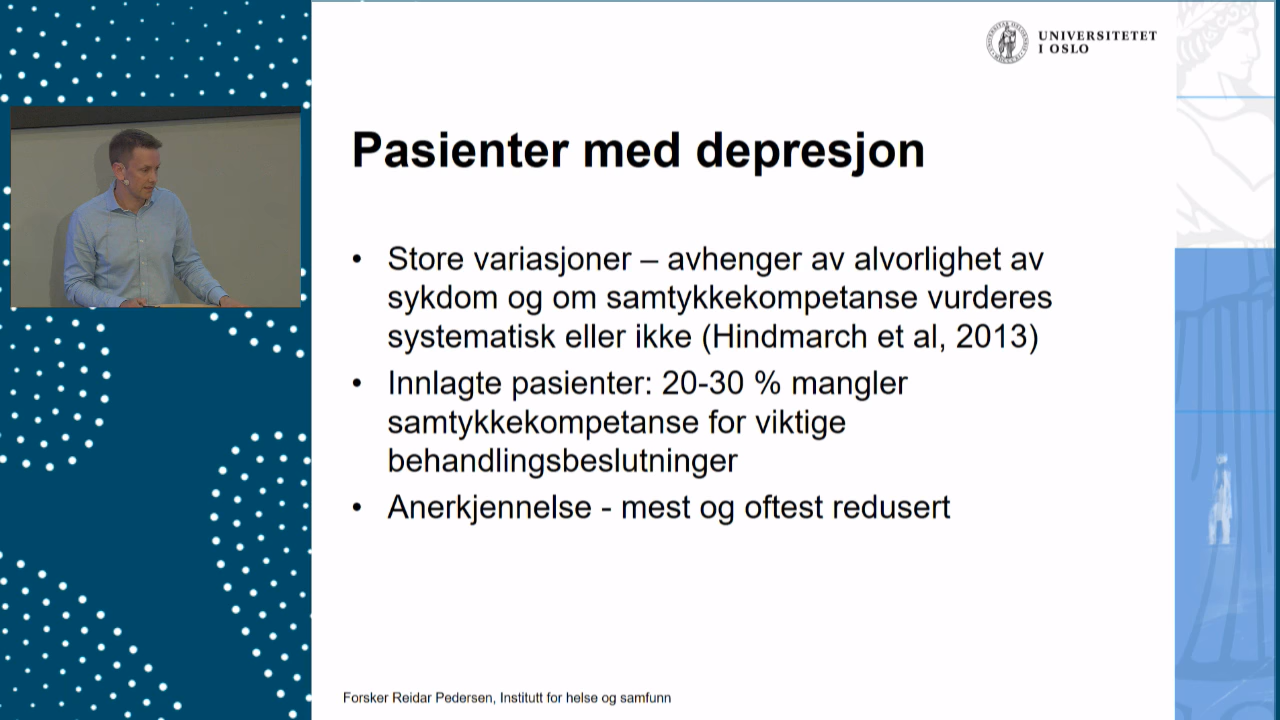 UNIVERSITETET
I OSLO
Pasienter med depresjon
• Store variasjoner – avhenger av alvorlighet av
sykdom og om samtykkekompetanse vurderes
systematisk eller ikke (Hindmarch et al, 2013)
• Innlagte pasienter: 20-30 % mangler
samtykkekompetanse for viktige
behandlingsbeslutninger
• Anerkjennelse - mest og oftest redusert
Forsker Reidar Pedersen, Institutt for helse og samfunn